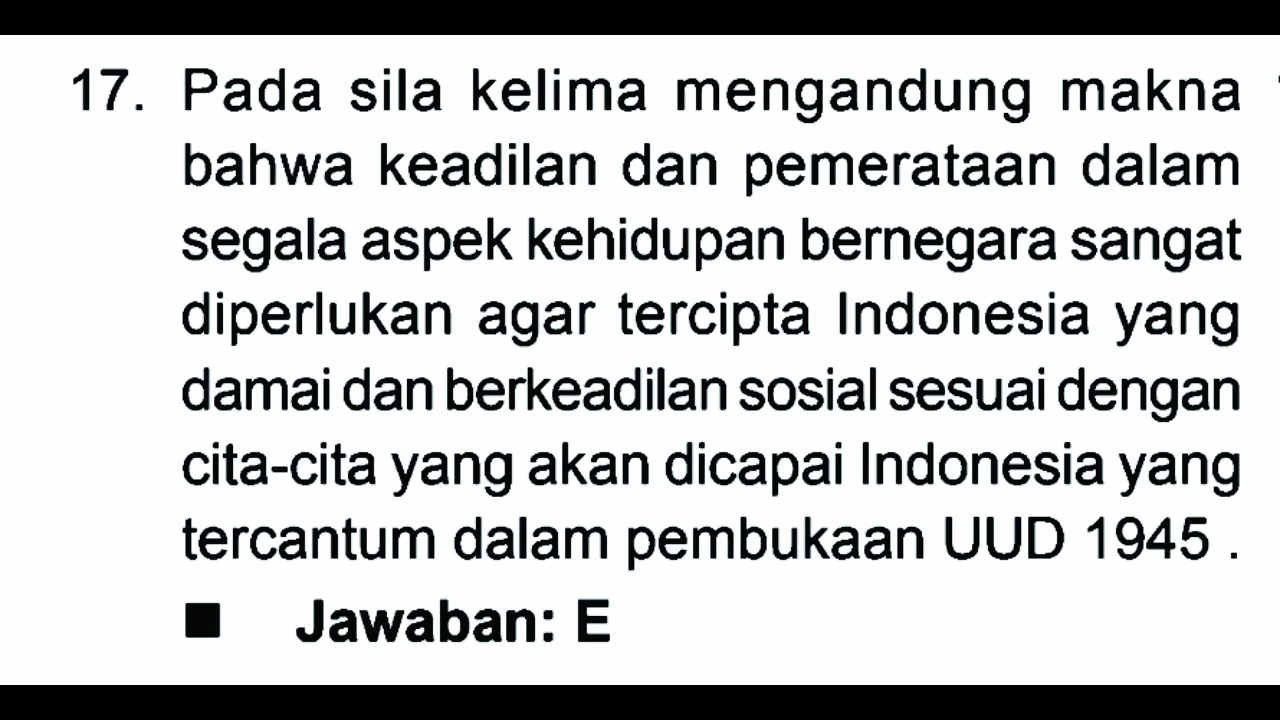 17. Pada sila kelima mengandung makna
bahwa keadilan dan pemerataan dalam
segala aspek kehidupan bernegara sangat
diperlukan agar tercipta Indonesia yang
damai dan berkeadilan sosial sesuai dengan
cita-cita yang akan dicapai Indonesia yang
tercantum dalam pembukaan UUD 1945 .
■ Jawaban: E